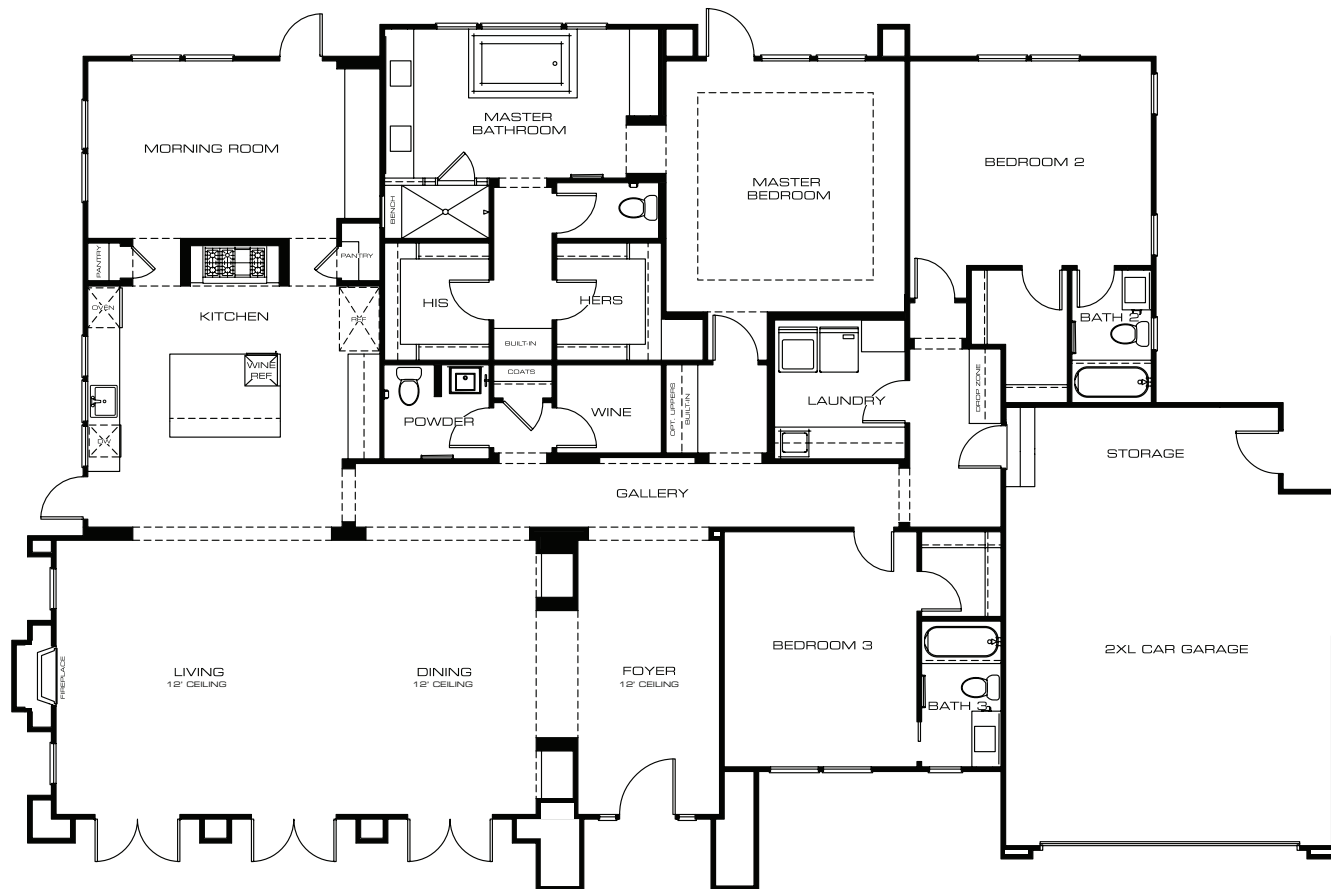 MASTER
BATHROOM
MORNING ROOM
BEDROOM 2
MASTER
BEDROOM
BENCH
PANTRY
PANTRY
OVEN
KITCHEN
REF
HIS
HERS
BATH 2
BUILT-IN
WINE
REF
COATS
DROP ZONE
OPT. UPPERS
BUILT-IN
LAUNDRY
WINE
POWDER
DW
STORAGE
GALLERY
BEDROOM 3
2XL CAR GARAGE
FIREPLACE
LIVING
12' CEILING
DINING
12' CEILING
FOYER
12' CEILING
BATH 3